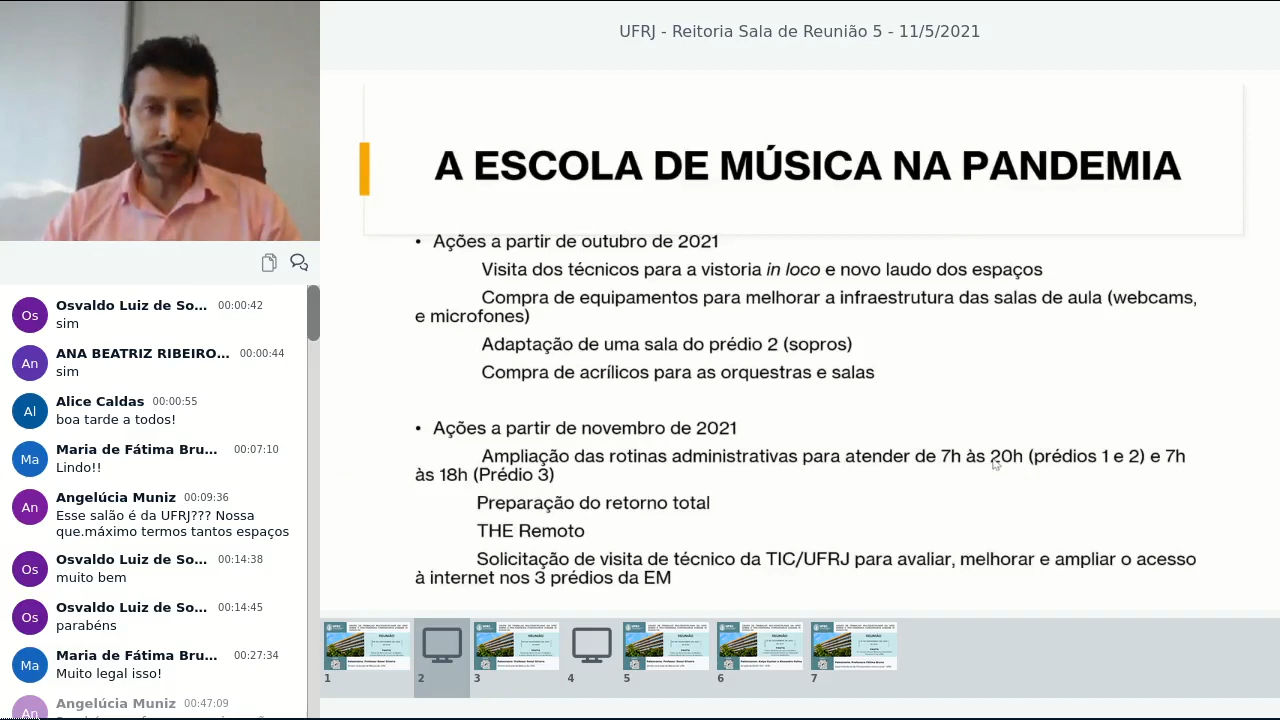 UFRJ - Reitoria Sala de Reunião 5 - 11/5/2021
A ESCOLA DE MÚSICA NA PANDEMIA
• Ações a partir de outubro de 2021
Visita dos técnicos para a vistoria in loco e novo laudo dos espaços
Compra de equipamentos para melhorar a infraestrutura das salas de aula (webcams,
e microfones)
Adaptação de uma sala do prédio 2 (sopros)
Compra de acrílicos para as orquestras e salas
• Ações a partir de novembro de 2021
Ampliação das rotinas administrativas para atender de 7h às 20h (prédios 1 e 2) e 7h
às 18h (Prédio 3)
Preparação do retorno total
THE Remoto
Solicitação de visita de técnico da TIC/UFRJ para avaliar, melhorar e ampliar o acesso
à internet nos 3 prédios da EM
Os Osvaldo Luiz de So... 00:00:42
sim
An ANA BEATRIZ RIBEIRO... 00:00:44
sim
Al Alice Caldas 00:00:55
boa tarde a todos!
Ma Maria de Fátima Bru... 00:07:10
Lindo!!
An Angelúcia Muniz 00:09:36
Esse salão é da UFRJ??? Nossa
que.máximo termos tantos espaços
Os Osvaldo Luiz de So... 00:14:38
muito bem
Os Osvaldo Luiz de So... 00:14:45
parabéns
Ma Maria de Fátima Bru... 00:27:34
Muito legal isso!
An Angelúcia Muniz 00:47:09
1 2 3 4 5 6 7